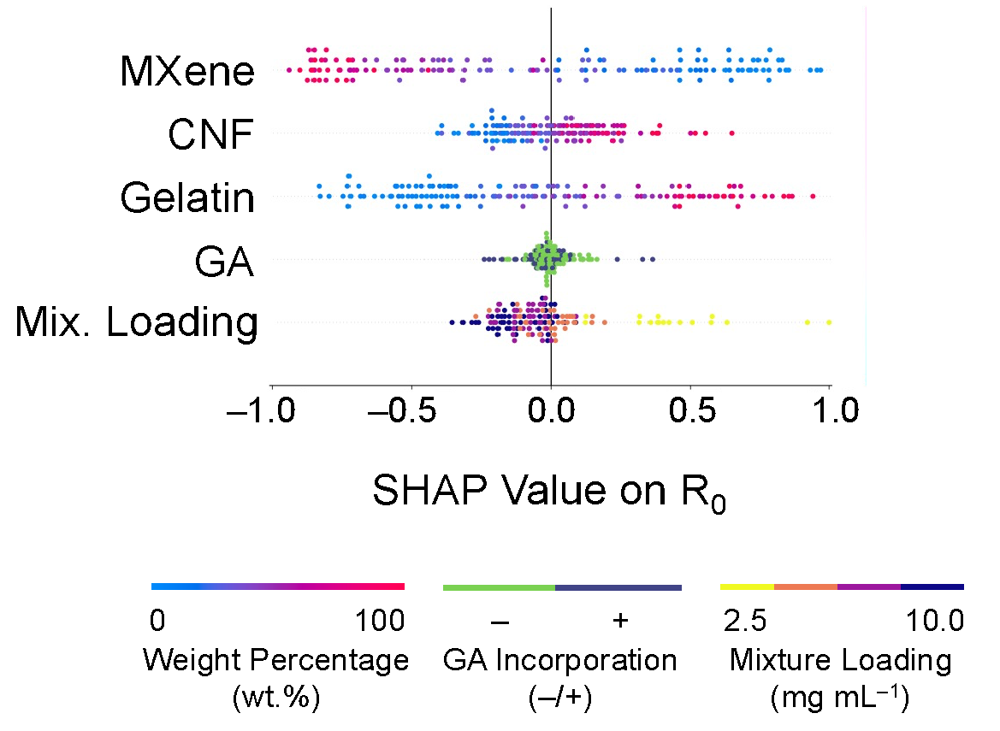 MXene
CNF
Gelatin
GA
Mix. Loading
–1.0 –0.5 0.0 0.5 1.0
SHAP Value on R₀
0 100
Weight Percentage
(wt.%)
– +
GA Incorporation
(–/+)
2.5 10.0
Mixture Loading
(mg mL⁻¹)